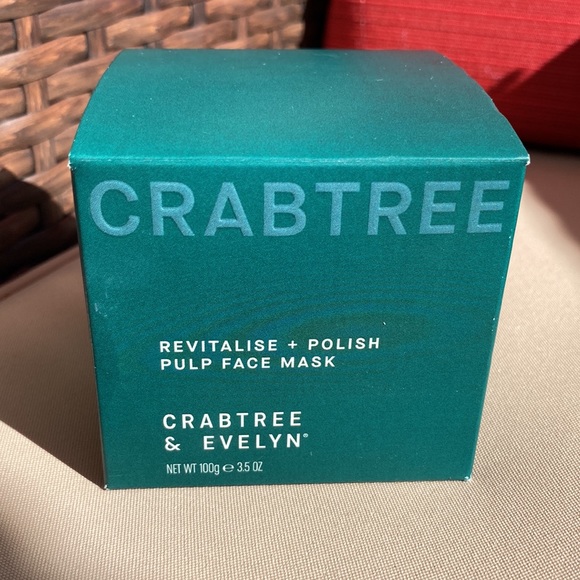 CRABTREE
REVITALISE + POLISH
PULP FACE MASK
CRABTREE
& EVELYN®
NET WT 100g ℮ 3.5 OZ